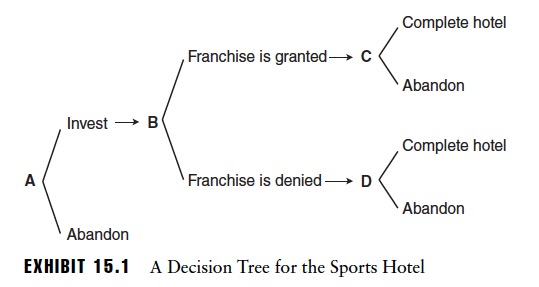 Complete hotel
Franchise is granted C
Abandon
Invest B
Complete hotel
A Franchise is denied D
Abandon
Abandon
EXHIBIT 15.1 A Decision Tree for the Sports Hotel